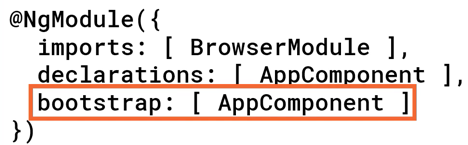 @NgModule({
imports: [ BrowserModule ],
declarations: [ AppComponent ],
bootstrap: [ AppComponent ]
})